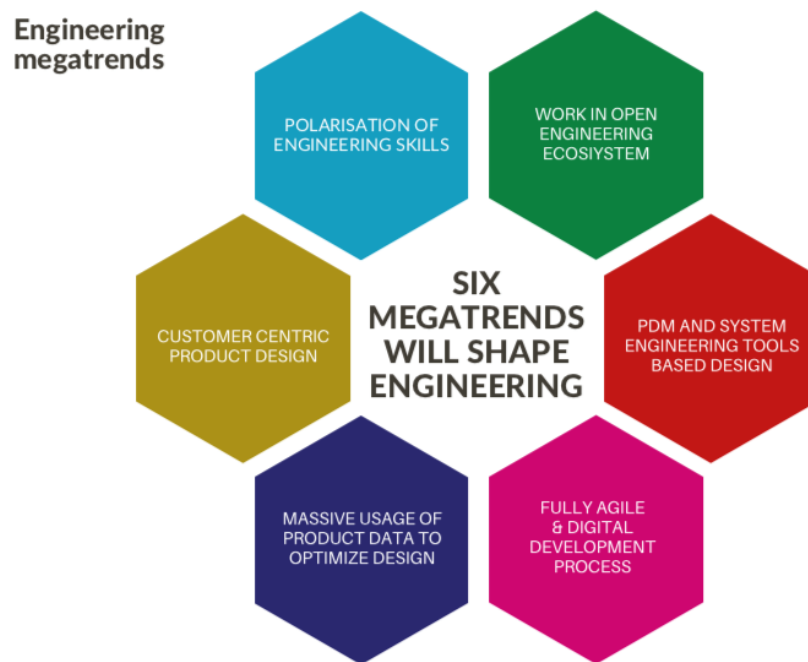 Engineering
megatrends
POLARISATION OF
ENGINEERING SKILLS
WORK IN OPEN
ENGINEERING
ECOSIYSTEM
CUSTOMER CENTRIC
PRODUCT DESIGN
SIX
MEGATRENDS
WILL SHAPE
ENGINEERING
PDM AND SYSTEM
ENGINEERING TOOLS
BASED DESIGN
MASSIVE USAGE OF
PRODUCT DATA TO
OPTIMIZE DESIGN
FULLY AGILE
& DIGITAL
DEVELOPMENT
PROCESS